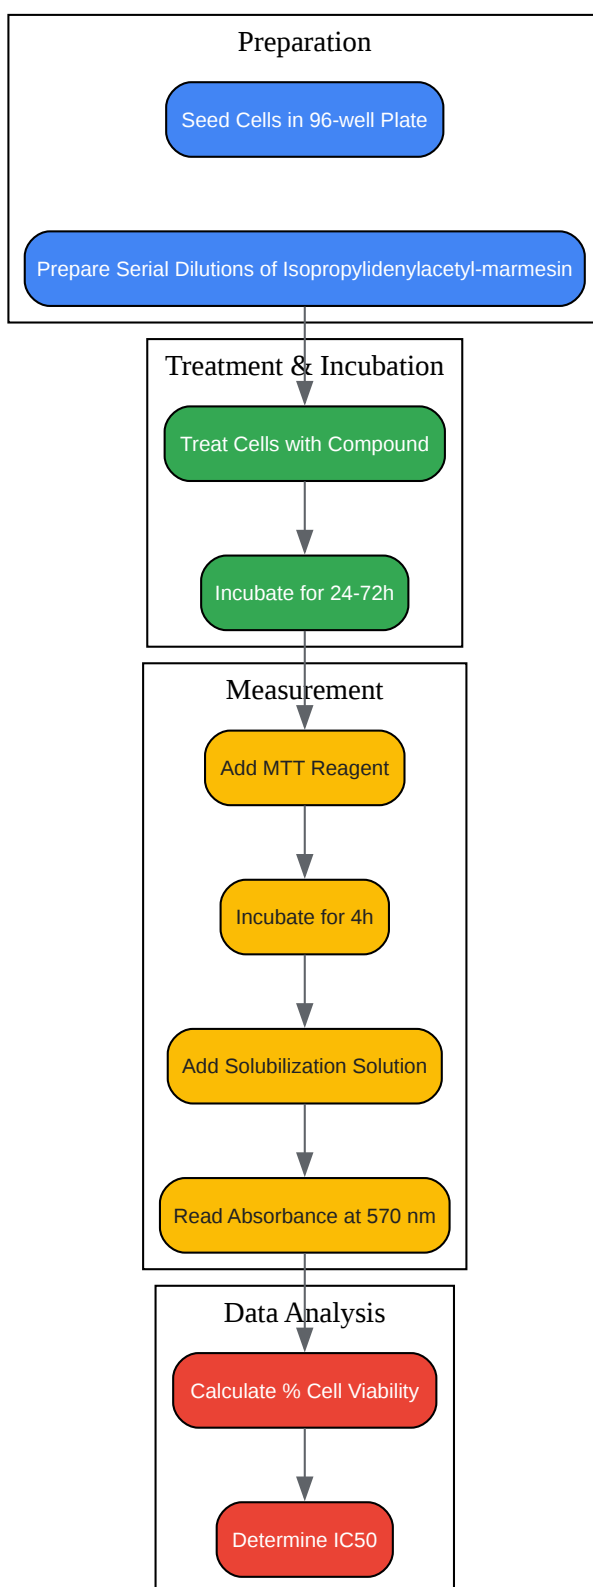 Preparation
Seed Cells in 96-well Plate
Prepare Serial Dilutions of Isopropylidenylacetyl-marmesin
Treatment & Incubation
Treat Cells with Compound
Incubate for 24-72h
Measurement
Add MTT Reagent
Incubate for 4h
Add Solubilization Solution
Read Absorbance at 570 nm
Data Analysis
Calculate % Cell Viability
Determine IC50